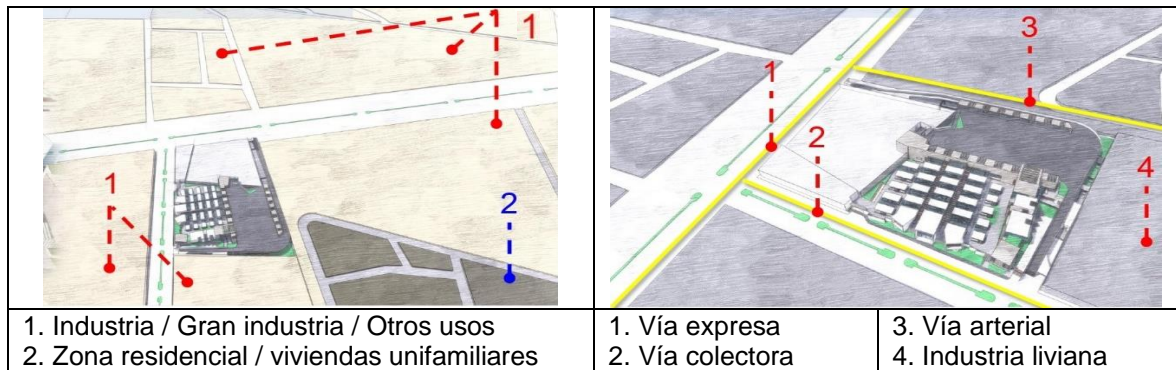 1
1
2
1
2
3
4
1. Industria / Gran industria / Otros usos
2. Zona residencial / viviendas unifamiliares
1. Vía expresa
2. Vía colectora
3. Vía arterial
4. Industria liviana